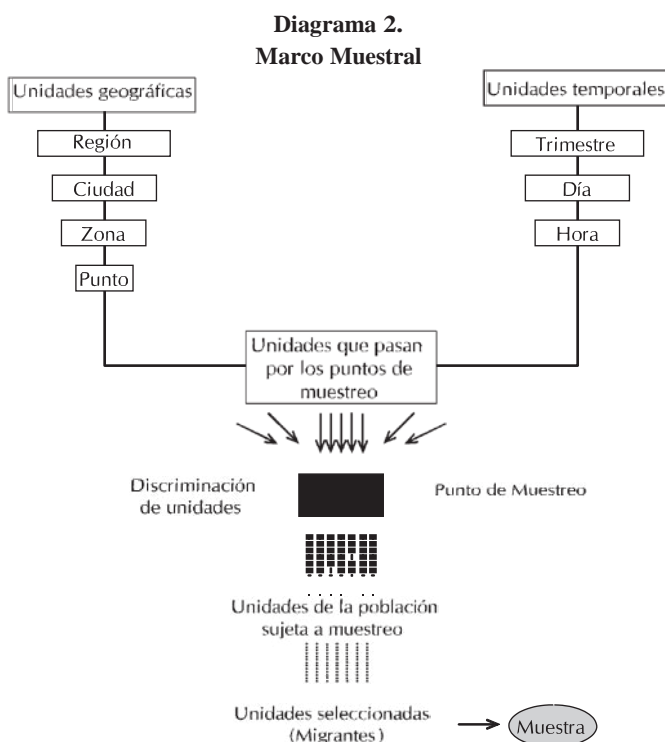 Diagrama 2.
Marco Muestral
Unidades geográficas
Región
Ciudad
Zona
Punto
Unidades temporales
Trimestre
Día
Hora
Unidades que pasan
por los puntos de
muestreo
Discriminación
de unidades
Punto de Muestreo
Unidades de la población
sujeta a muestreo
Unidades seleccionadas
(Migrantes)
Muestra